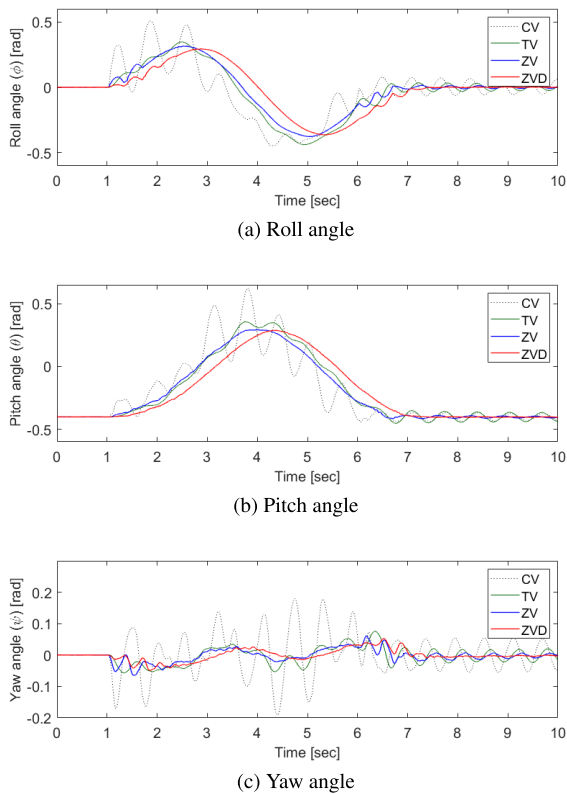 Roll angle (ϕ) [rad]
0.5
0
-0.5
CV
TV
ZV
ZVD
0 1 2 3 4 5 6 7 8 9 10
Time [sec]
(a) Roll angle
Pitch angle (θ) [rad]
0.5
0
-0.5
CV
TV
ZV
ZVD
0 1 2 3 4 5 6 7 8 9 10
Time [sec]
(b) Pitch angle
Yaw angle (ψ) [rad]
0.2
0.1
0
-0.1
-0.2
CV
TV
ZV
ZVD
0 1 2 3 4 5 6 7 8 9 10
Time [sec]
(c) Yaw angle